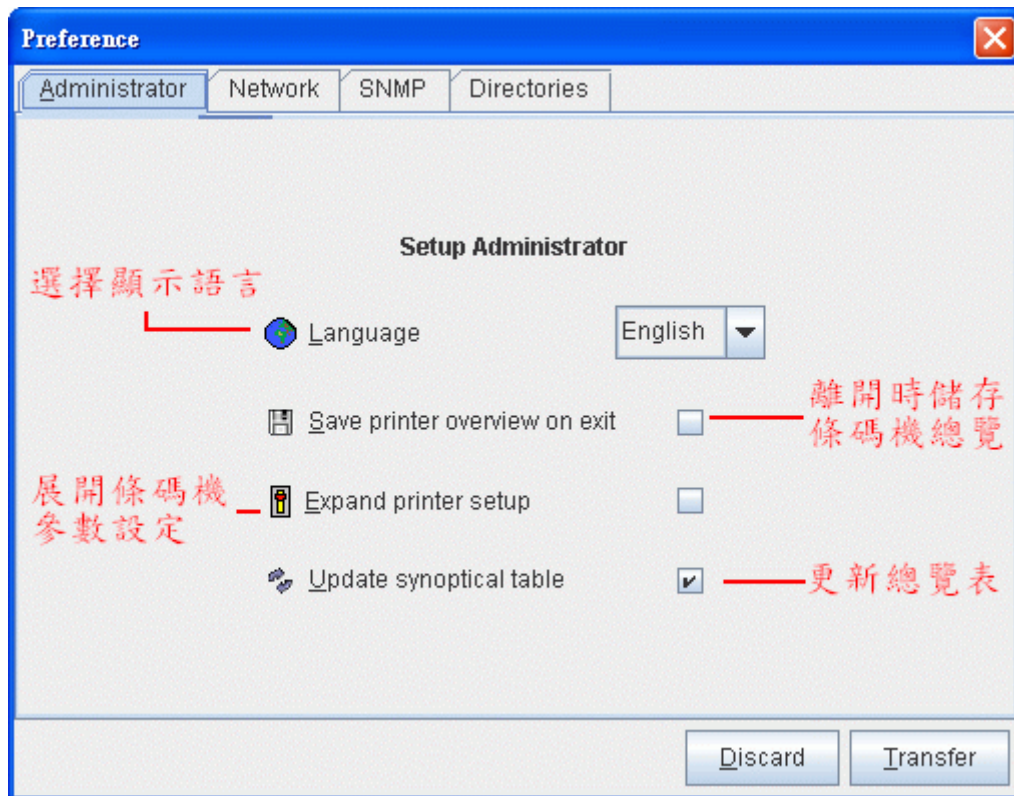 Preference
Administrator
Network
SNMP
Directories
Setup Administrator
選擇顯示語言
Language
English
Save printer overview on exit
離開時儲存
條碼機總覽
展開條碼機
參數設定
Expand printer setup
Update synoptical table
更新總覽表
Discard
Transfer